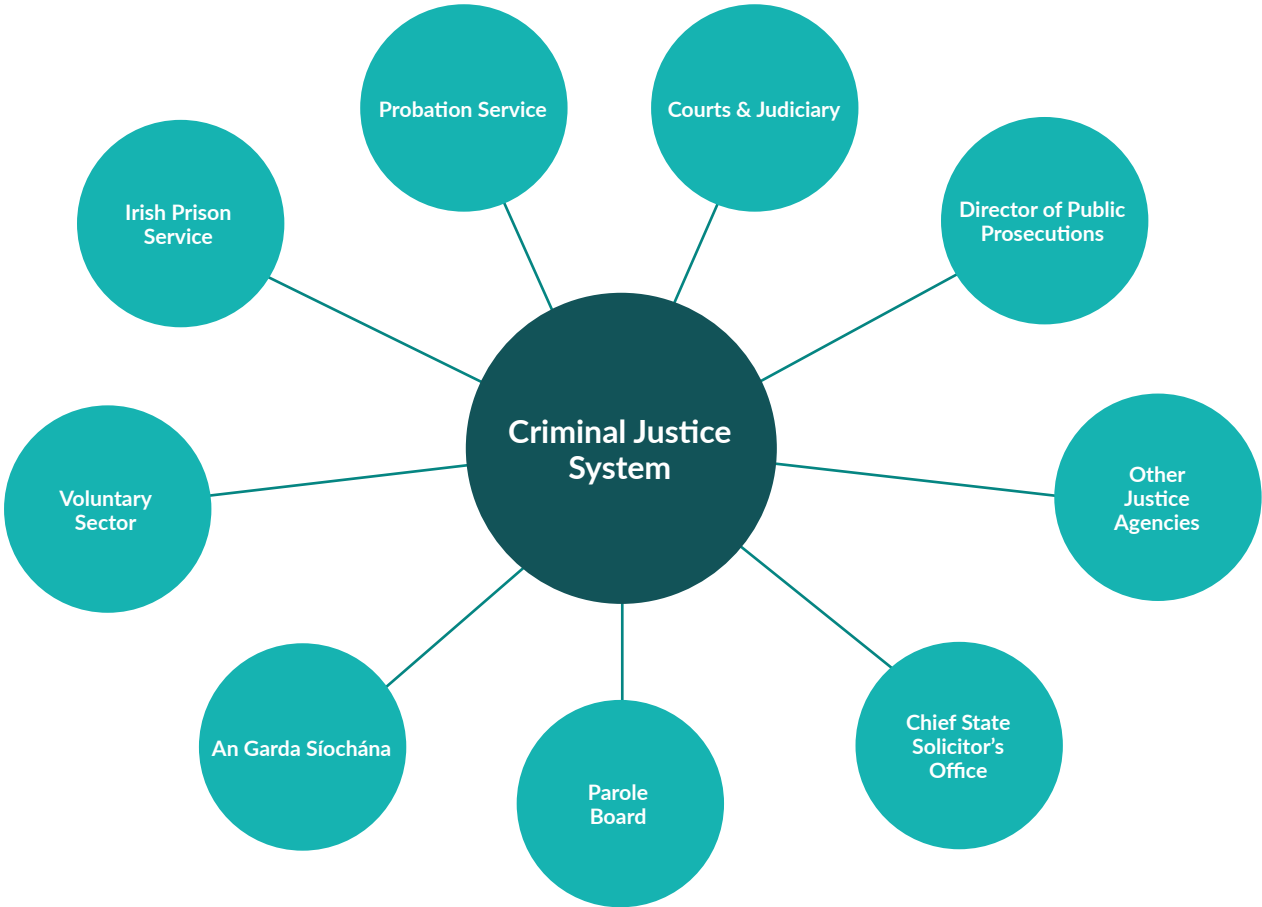 Probation Service
Courts & Judiciary
Irish Prison
Service
Director of Public
Prosecutions
Criminal Justice
System
Voluntary
Sector
Other
Justice
Agencies
An Garda Síochána
Parole
Board
Chief State
Solicitor’s
Office